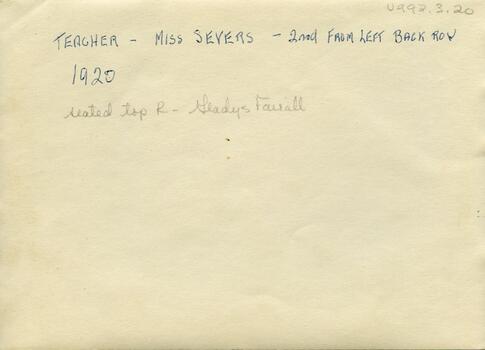 U992.3.20
TEACHER - MISS SEVERS - 2nd FROM LEFT BACK ROW
1920
seated top R - Gladys Fairall